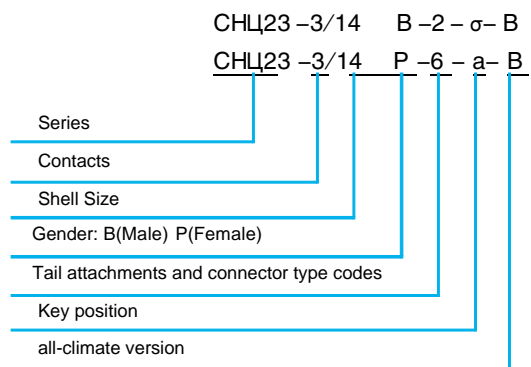 СНЦ23 –3/14 В –2 – σ– В
СНЦ23 –3/14 Р –6 – а– В
Series
Contacts
Shell Size
Gender: B(Male) P(Female)
Tail attachments and connector type codes
Key position
all-climate version